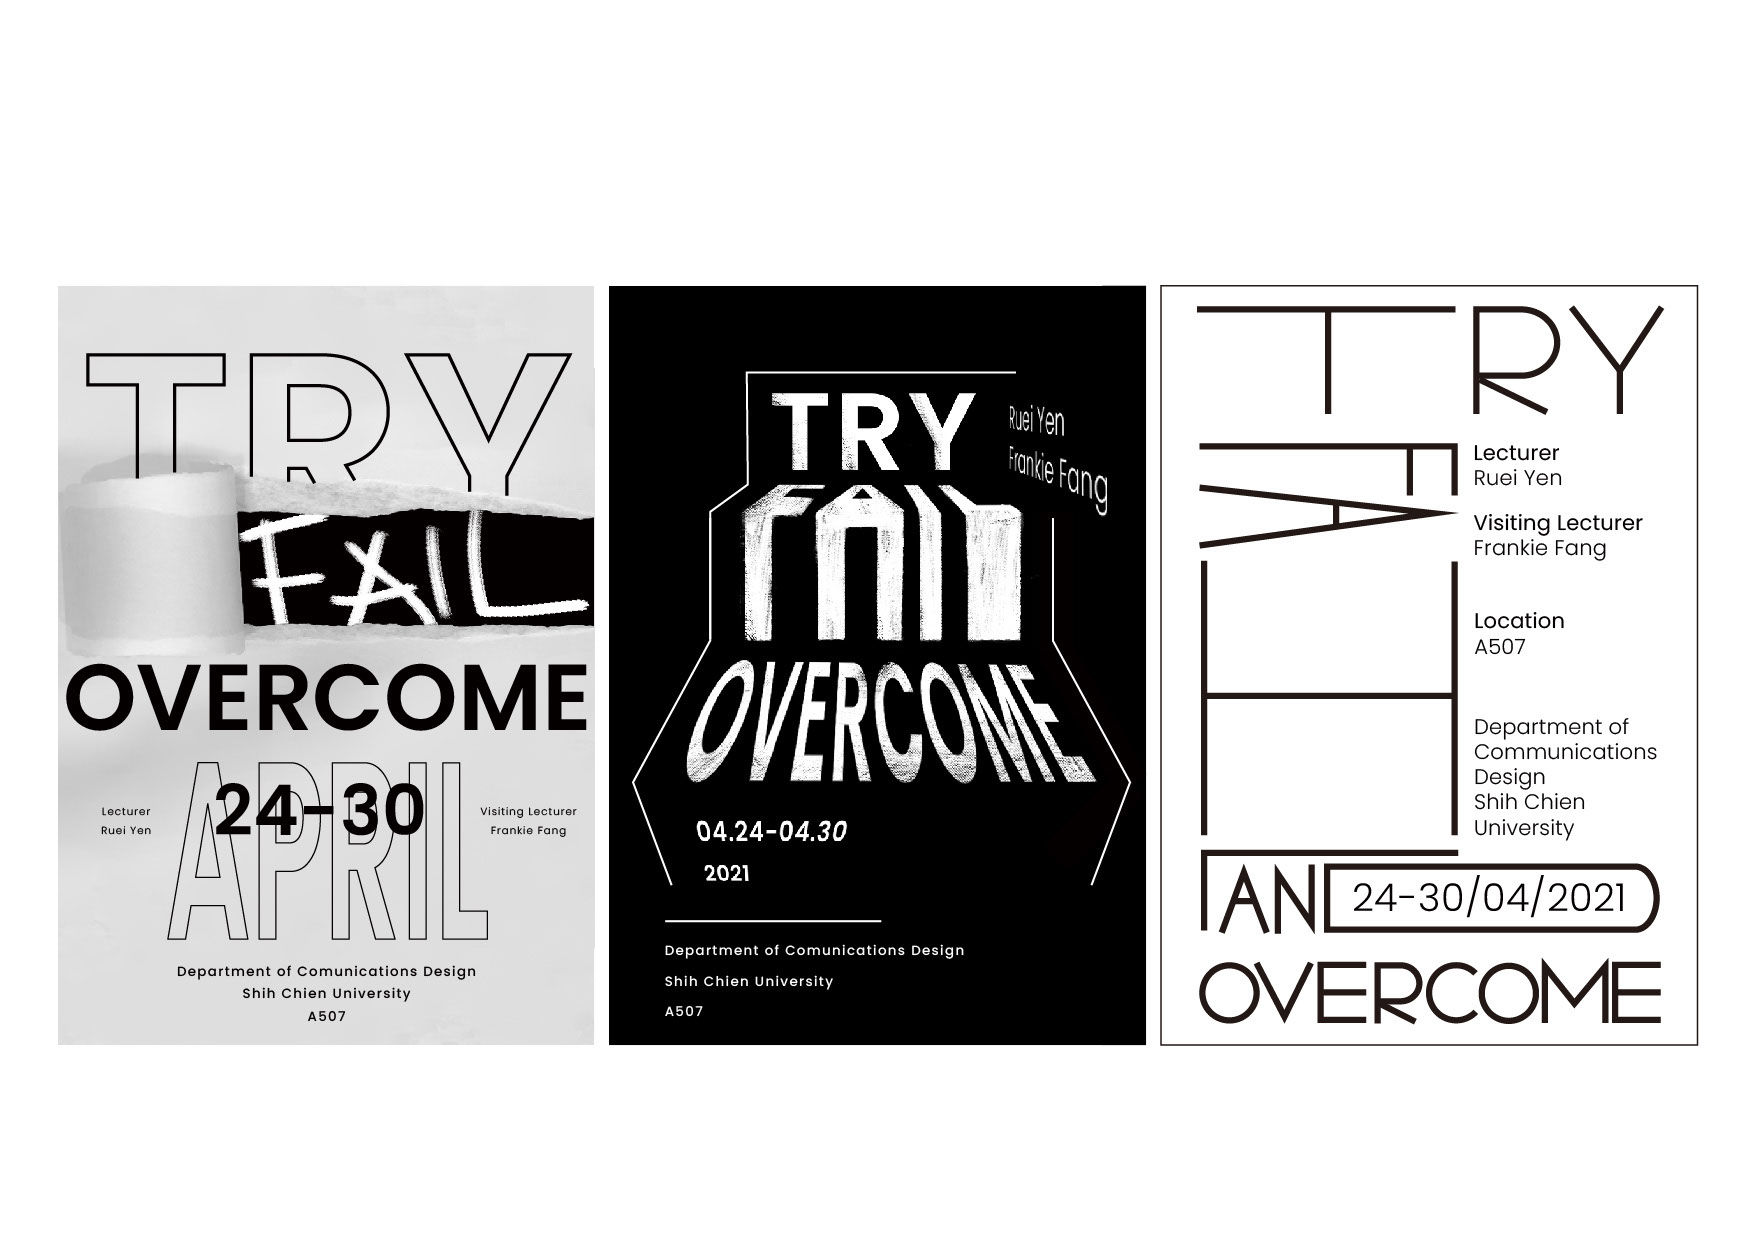 TRY
FAIL
OVERCOME
APRIL
24-30
Lecturer
Ruei Yen
Visiting Lecturer
Frankie Fang
Department of Comunications Design
Shih Chien University
A507
TRY
Ruei Yen
Frankie Fang
FAIL
OVERCOME
04.24-04.30
2021
Department of Comunications Design
Shih Chien University
A507
TRY
FAIL
Lecturer
Ruei Yen
Visiting Lecturer
Frankie Fang
Location
A507
Department of
Communications
Design
Shih Chien
University
AND
24-30/04/2021
OVERCOME